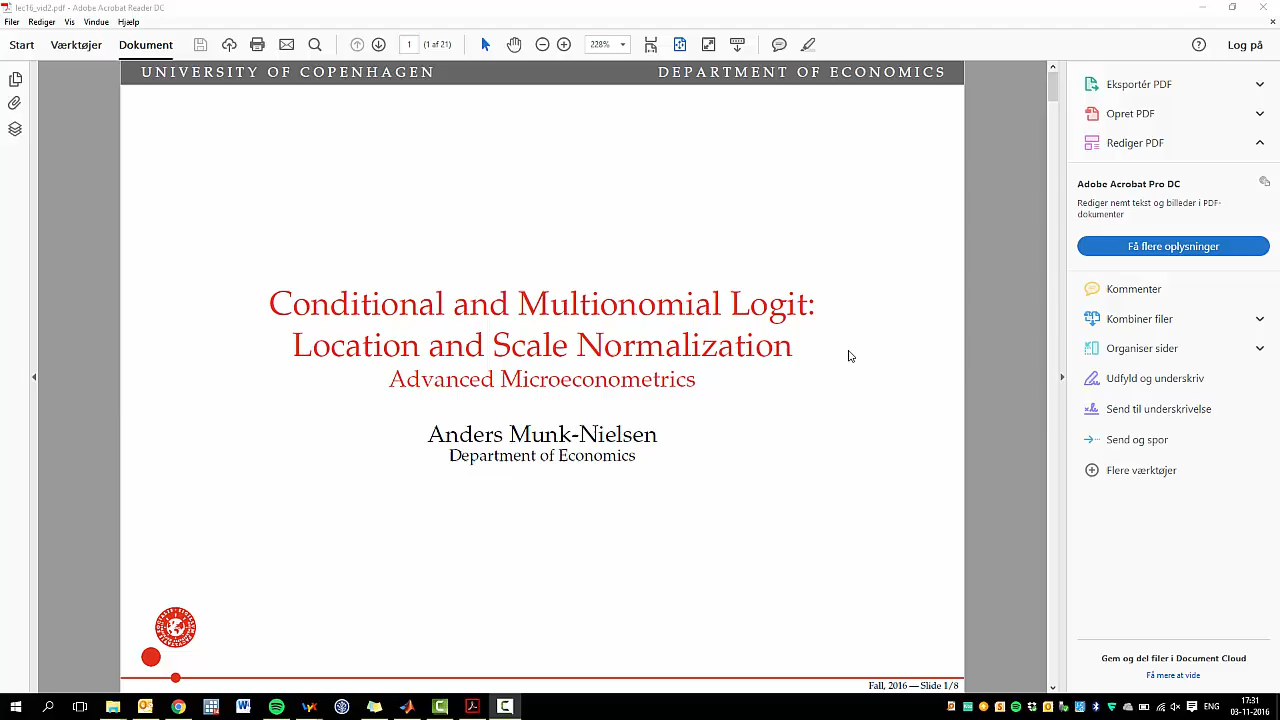 lec16_vid2.pdf - Adobe Acrobat Reader DC
Filer Rediger Vis Vindue Hjælp
Start Værktøjer Dokument 1 (1 af 21) 228% Log på
UNIVERSITY OF COPENHAGEN DEPARTMENT OF ECONOMICS
Conditional and Multionomial Logit:
Location and Scale Normalization
Advanced Microeconometrics
Anders Munk-Nielsen
Department of Economics
Fall, 2016 — Slide 1/8
Eksportér PDF
Opret PDF
Rediger PDF
Adobe Acrobat Pro DC
Rediger nemt tekst og billeder i PDF-
dokumenter
Få flere oplysninger
Kommenter
Kombiner filer
Organiser sider
Udfyld og underskriv
Send til underskrivelse
Send og spor
Flere værktøjer
Gem og del filer i Document Cloud
Få mere at vide
ENG
17:31
03-11-2016